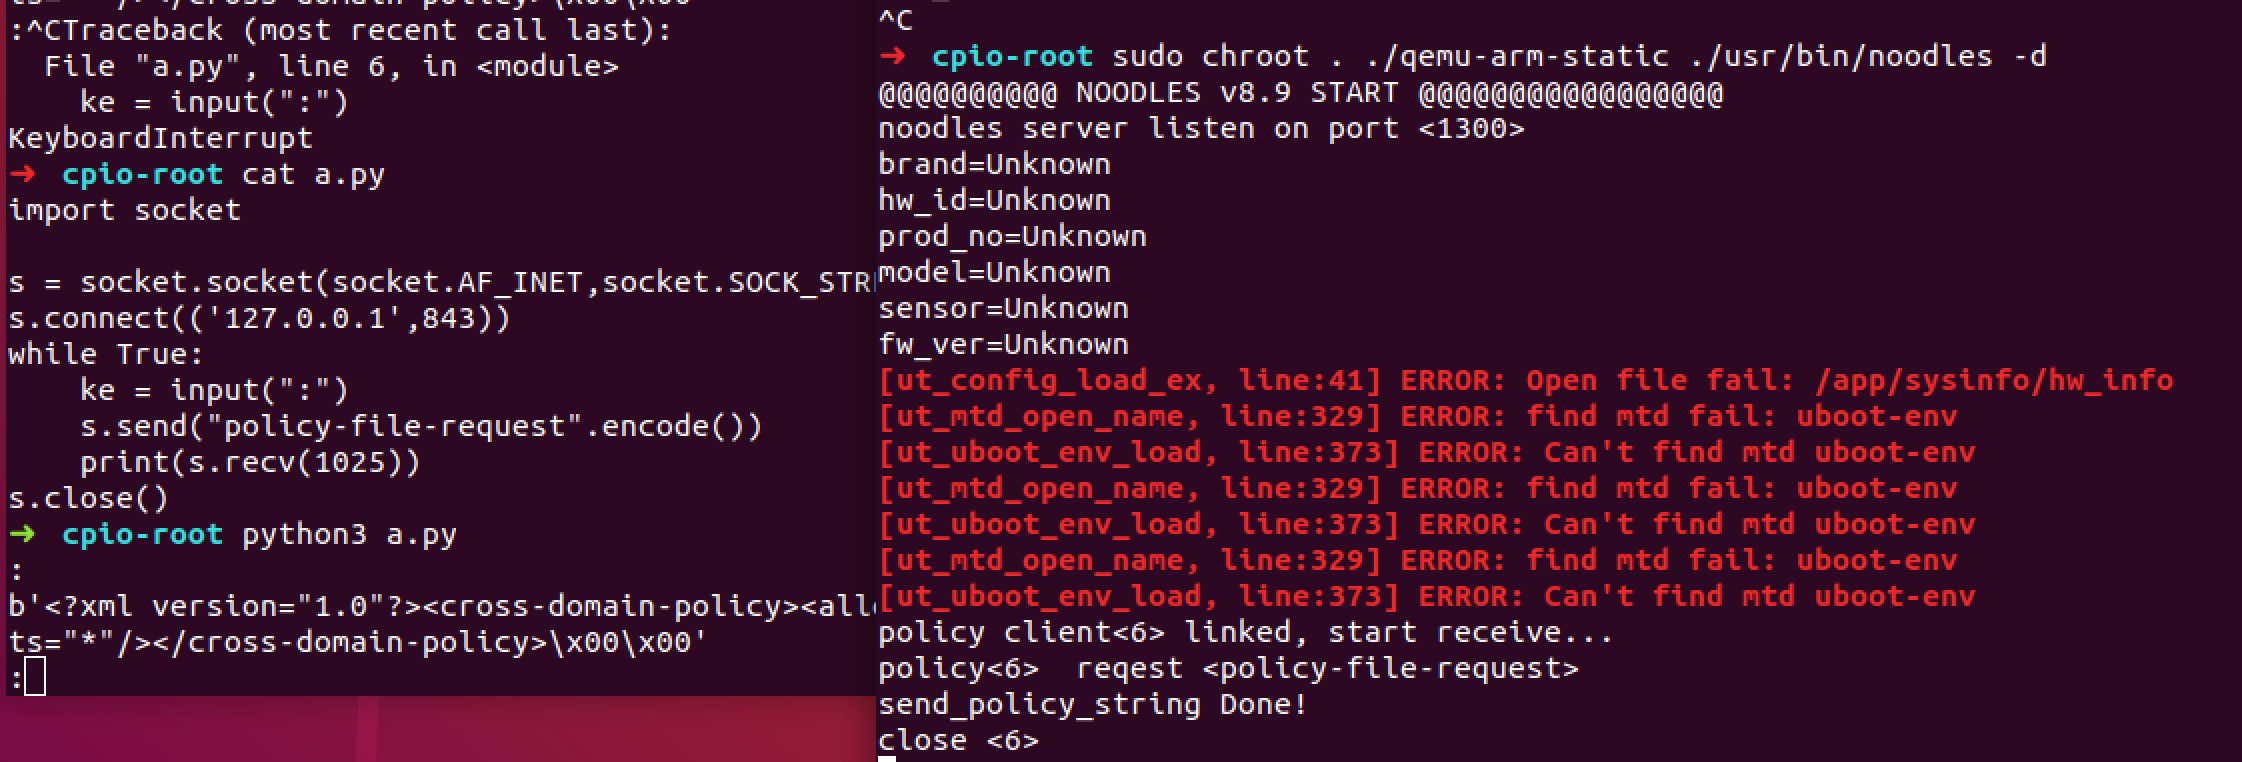 ts="*"/></cross-domain-policy>\x00\x00'
:^CTraceback (most recent call last):
  File "a.py", line 6, in <module>
    ke = input(":")
KeyboardInterrupt
➜  cpio-root cat a.py
import socket
s = socket.socket(socket.AF_INET,socket.SOCK_STR
s.connect(('127.0.0.1',843))
while True:
    ke = input(":")
    s.send("policy-file-request".encode())
    print(s.recv(1025))
s.close()
➜  cpio-root python3 a.py
:
b'<?xml version="1.0"?><cross-domain-policy><all
ts="*"/></cross-domain-policy>\x00\x00'
:
^C
➜  cpio-root sudo chroot . ./qemu-arm-static ./usr/bin/noodles -d
@@@@@@@@@@ NOODLES v8.9 START @@@@@@@@@@@@@@@@@
noodles server listen on port <1300>
brand=Unknown
hw_id=Unknown
prod_no=Unknown
model=Unknown
sensor=Unknown
fw_ver=Unknown
[ut_config_load_ex, line:41] ERROR: Open file fail: /app/sysinfo/hw_info
[ut_mtd_open_name, line:329] ERROR: find mtd fail: uboot-env
[ut_uboot_env_load, line:373] ERROR: Can't find mtd uboot-env
[ut_mtd_open_name, line:329] ERROR: find mtd fail: uboot-env
[ut_uboot_env_load, line:373] ERROR: Can't find mtd uboot-env
[ut_mtd_open_name, line:329] ERROR: find mtd fail: uboot-env
[ut_uboot_env_load, line:373] ERROR: Can't find mtd uboot-env
policy client<6> linked, start receive...
policy<6>  reqest <policy-file-request>
send_policy_string Done!
close <6>